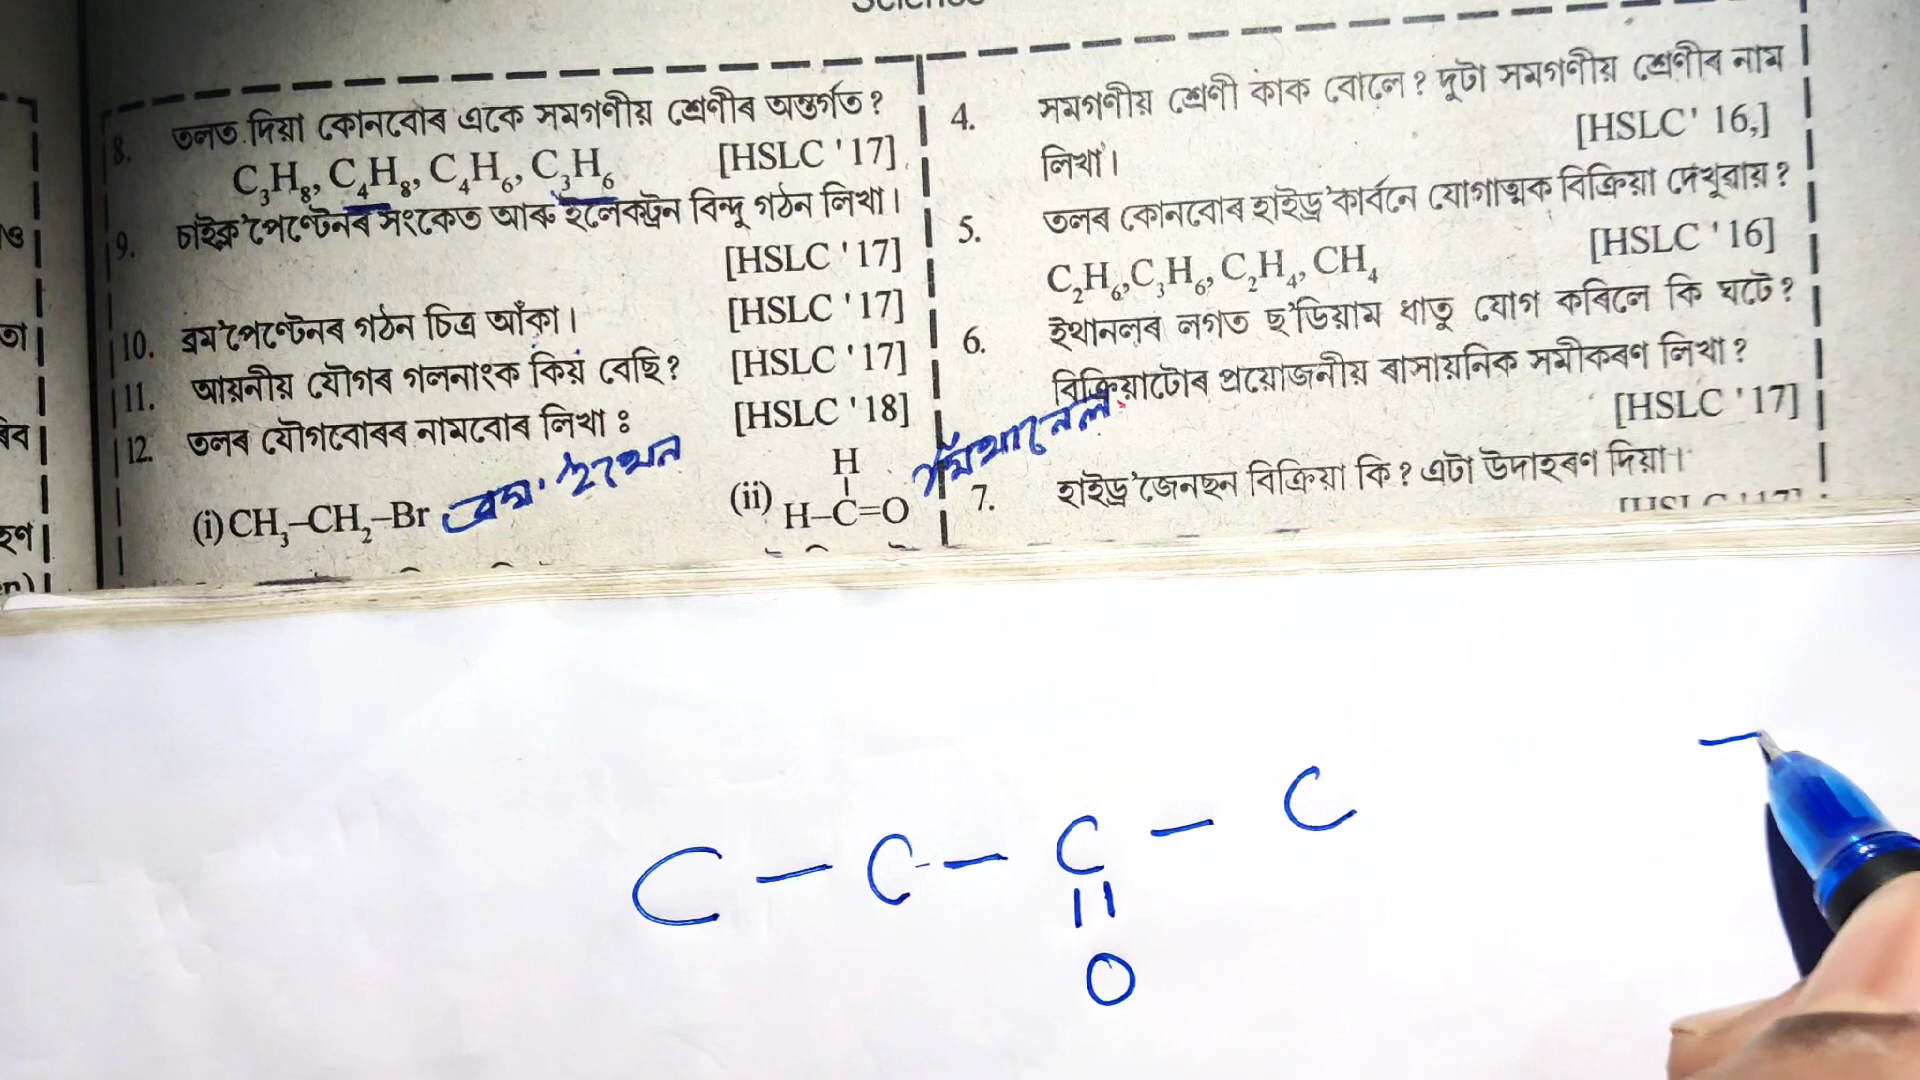 8. তলত দিয়া কোনবোৰ একে সমগণীয় শ্ৰেণীৰ অন্তৰ্গত?
C₃H₈, C₄H₈, C₄H₆, C₃H₆ [HSLC '17]
9. চাইক্ল'পেণ্টেনৰ সংকেত আৰু ইলেকট্ৰন বিন্দু গঠন লিখা।
[HSLC '17]
10. ব্ৰম'পেণ্টেনৰ গঠন চিত্ৰ আঁকা। [HSLC '17]
11. আয়নীয় যৌগৰ গলনাংক কিয় বেছি? [HSLC '17]
12. তলৰ যৌগবোৰৰ নামবোৰ লিখা ঃ [HSLC '18]
(i) CH₃–CH₂–Br ব্ৰম' ইথেন
(ii) H–C=O
H
মিথানেল
4. সমগণীয় শ্ৰেণী কাক বোলে? দুটা সমগণীয় শ্ৰেণীৰ নাম
লিখা। [HSLC' 16,]
5. তলৰ কোনবোৰ হাইড্ৰ'কাৰ্বনে যোগাত্মক বিক্ৰিয়া দেখুৱায়?
C₂H₆, C₃H₆, C₂H₄, CH₄ [HSLC '16]
6. ইথানলৰ লগত ছ'ডিয়াম ধাতু যোগ কৰিলে কি ঘটে?
বিক্ৰিয়াটোৰ প্ৰয়োজনীয় ৰাসায়নিক সমীকৰণ লিখা?
[HSLC '17]
7. হাইড্ৰ'জেনছন বিক্ৰিয়া কি? এটা উদাহৰণ দিয়া।
C – C – C – C
||
O